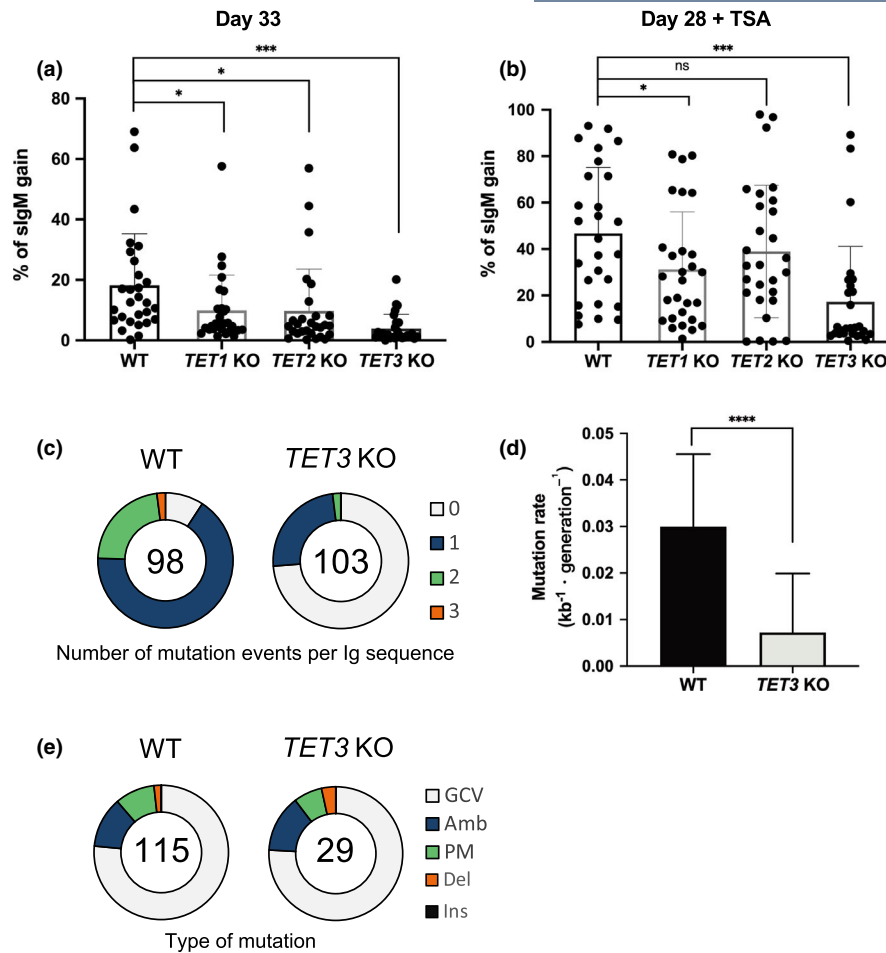 Day 33
Day 28 + TSA
(a)
***
*
*
% of sIgM gain
80
60
40
20
0
WT
TET1 KO
TET2 KO
TET3 KO
(b)
***
ns
*
% of sIgM gain
100
80
60
40
20
0
WT
TET1 KO
TET2 KO
TET3 KO
(c)
WT
TET3 KO
98
103
0
1
2
3
Number of mutation events per Ig sequence
(d)
****
Mutation rate
(kb⁻¹ · generation⁻¹)
0.05
0.04
0.03
0.02
0.01
0.00
WT
TET3 KO
(e)
WT
TET3 KO
115
29
GCV
Amb
PM
Del
Ins
Type of mutation